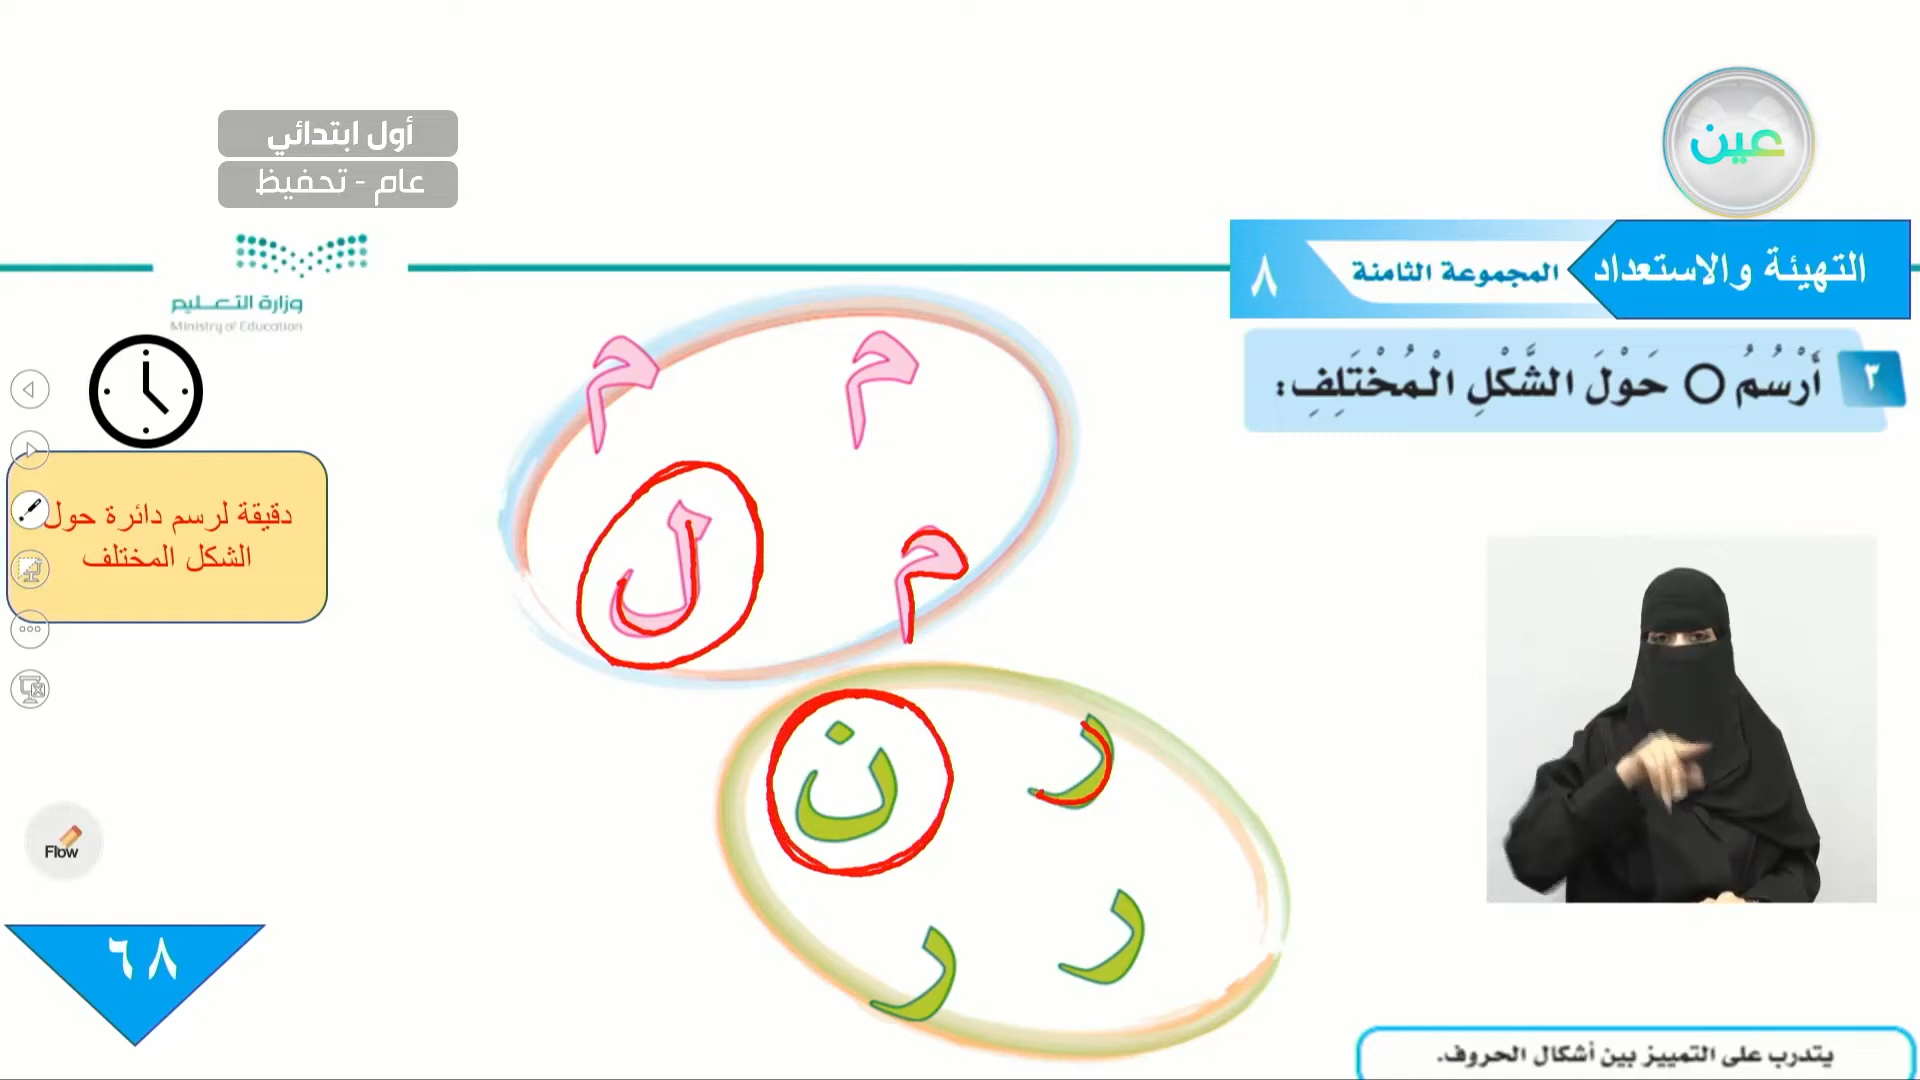 أول ابتدائي
عام - تحفيظ
عين
وزارة التعليم
Ministry of Education
التهيئة والاستعداد
المجموعة الثامنة
٨
٣
أَرْسُمُ ○ حَوْلَ الشَّكْلِ الْمُخْتَلِفِ:
دقيقة لرسم دائرة حول
الشكل المختلف
م م
م ل
ن ر
ر ر
Flow
٦٨
يتدرب على التمييز بين أشكال الحروف.